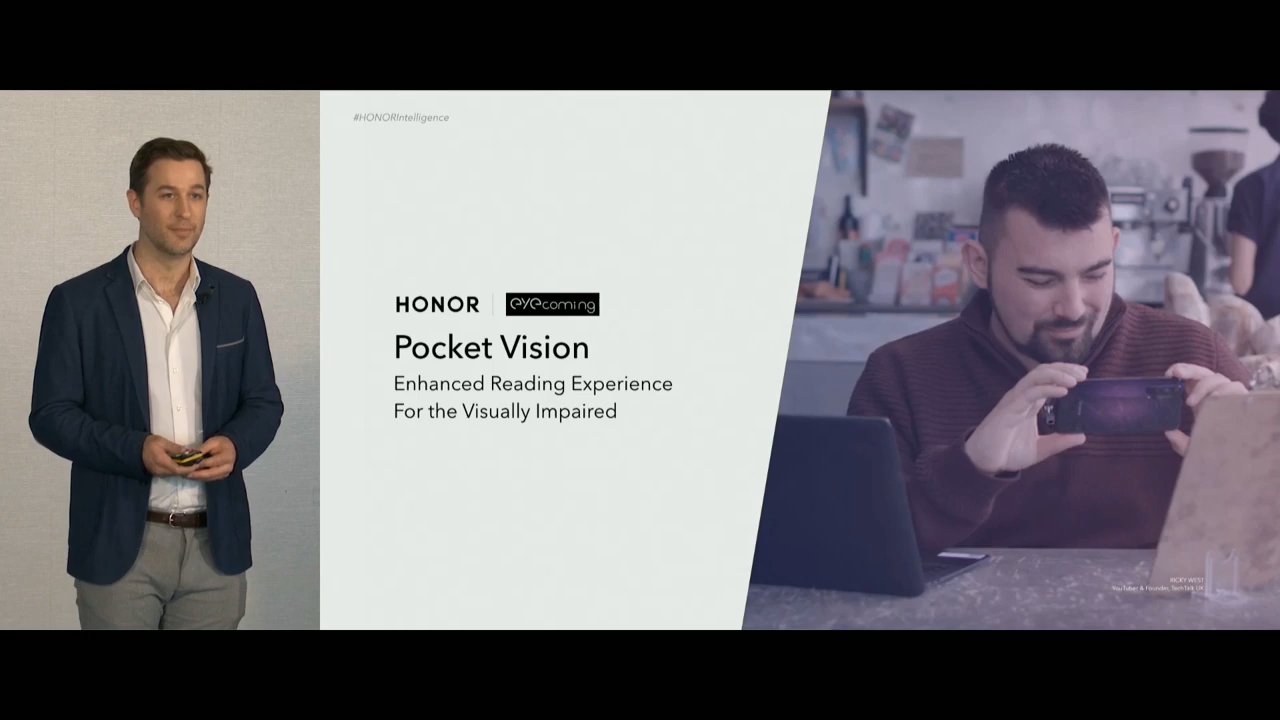 #HONORIntelligence
HONOR | eyecoming
Pocket Vision
Enhanced Reading Experience
For the Visually Impaired
RICKY WEST
YouTuber & Founder, TechTalk UK